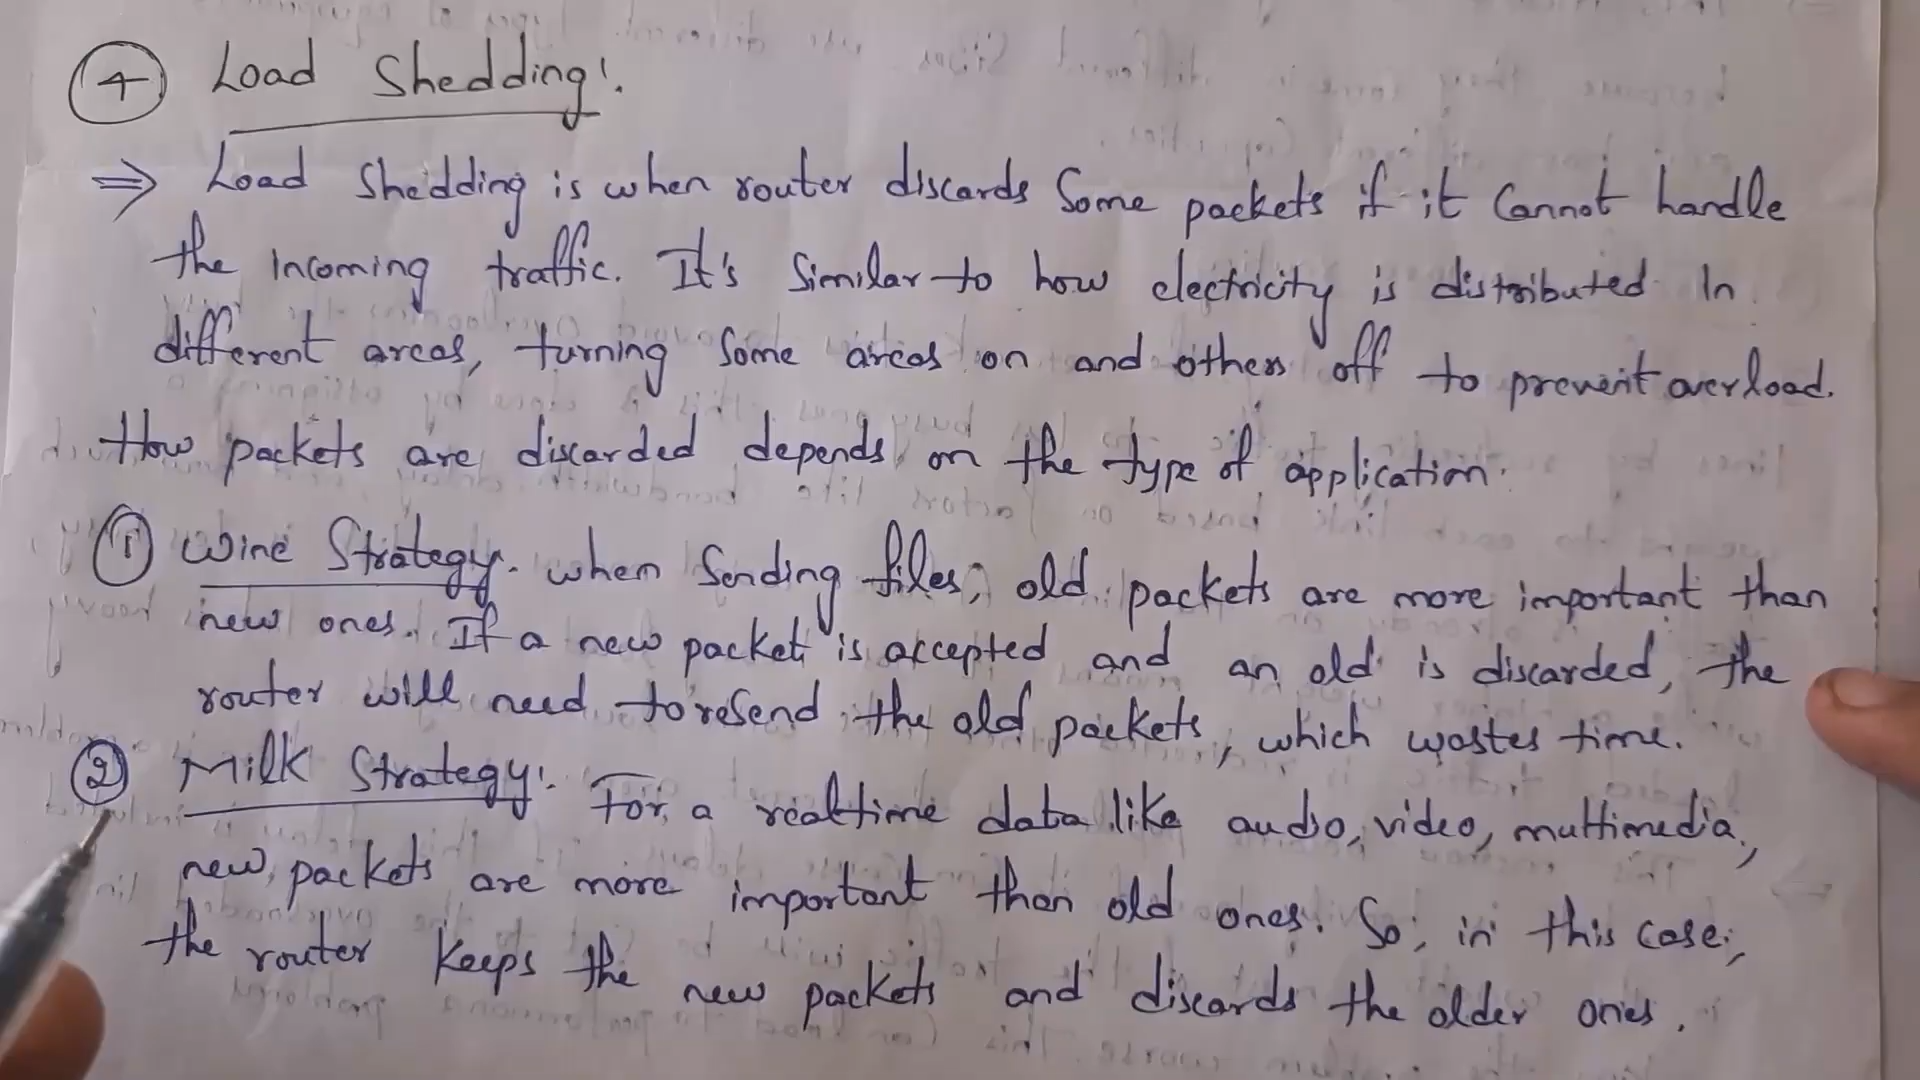 4 Load Shedding:
⇒ Load Shedding is when router discards Some packets if it Cannot handle
the incoming traffic. It's Similar to how electricity is distributed In
different areas, turning Some areas on and others off to prevent overload.
How packets are discarded depends on the type of application.
1 Wine Strategy. when Sending files, old packets are more important than
new ones. If a new packet is accepted and an old is discarded, the
router will need to resend the old packets, which wastes time.
2 Milk Strategy: For a realtime data like audio, video, multimedia,
new packets are more important than old ones. So, in this case,
the router Keeps the new packets and discards the older ones.